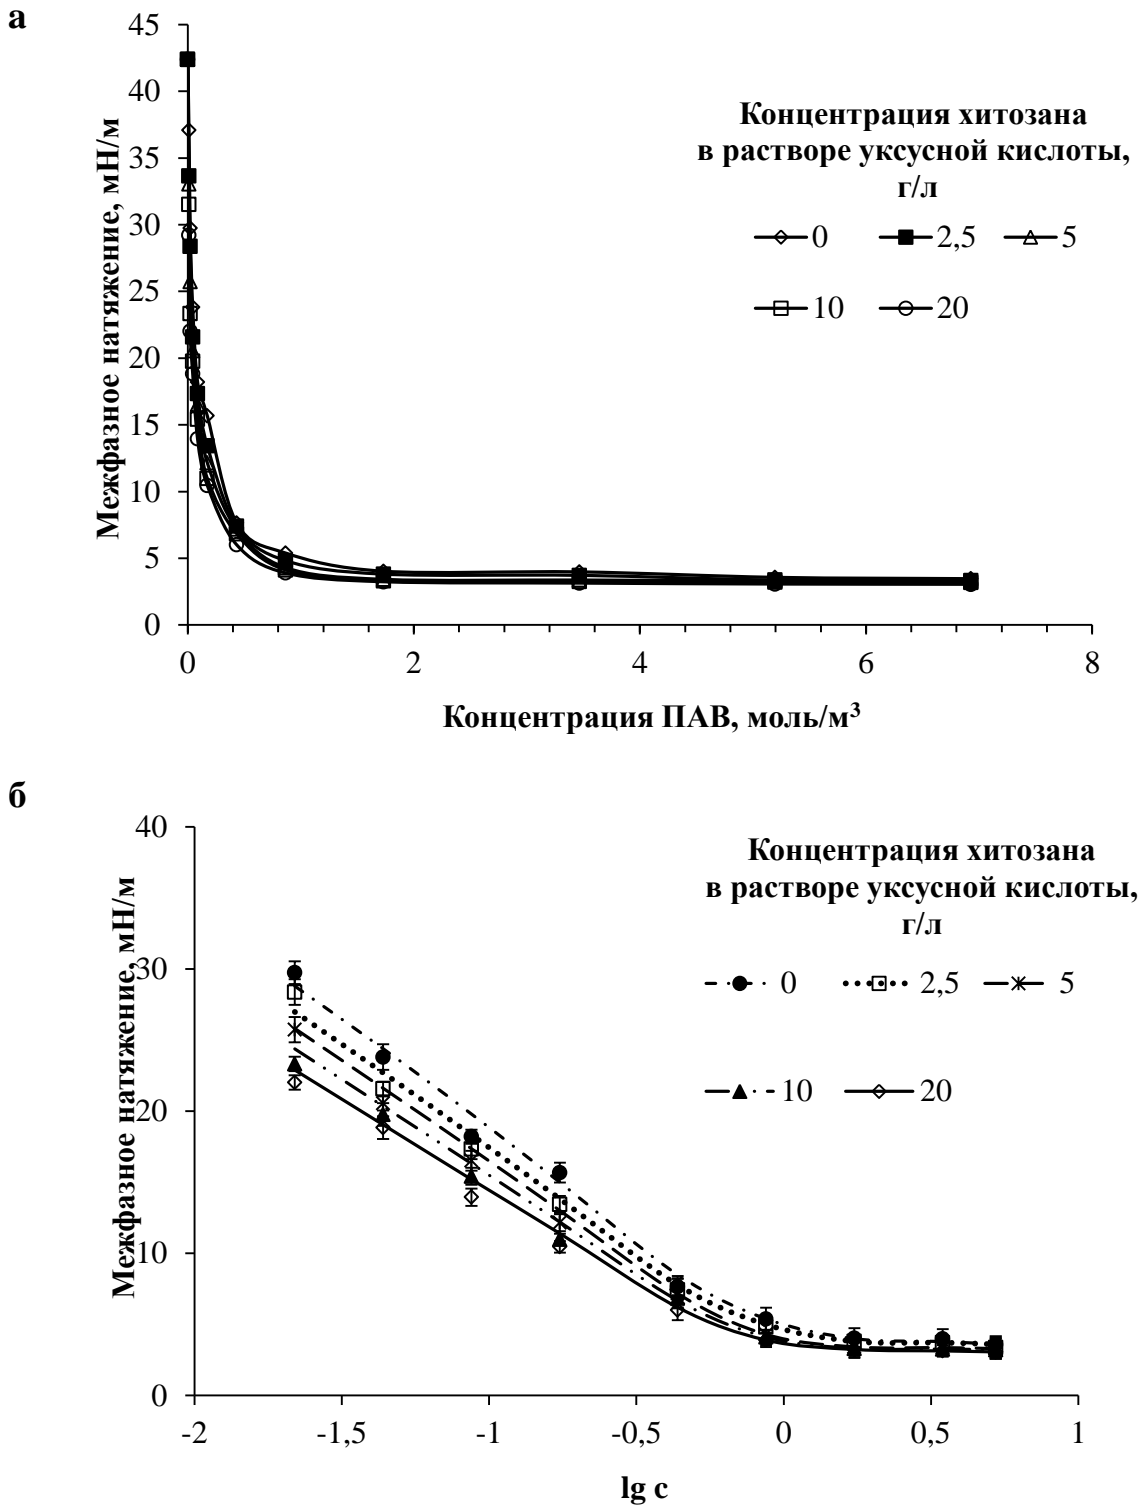 а
45
40
35
30
25
20
15
10
5
0
Межфазное натяжение, мН/м
Концентрация хитозана
в растворе уксусной кислоты,
г/л
0 2,5 5
10 20
0 2 4 6 8
Концентрация ПАВ, моль/м³
б
40
30
20
10
0
Межфазное натяжение, мН/м
Концентрация хитозана
в растворе уксусной кислоты,
г/л
0 2,5 5
10 20
-2 -1,5 -1 -0,5 0 0,5 1
lg c